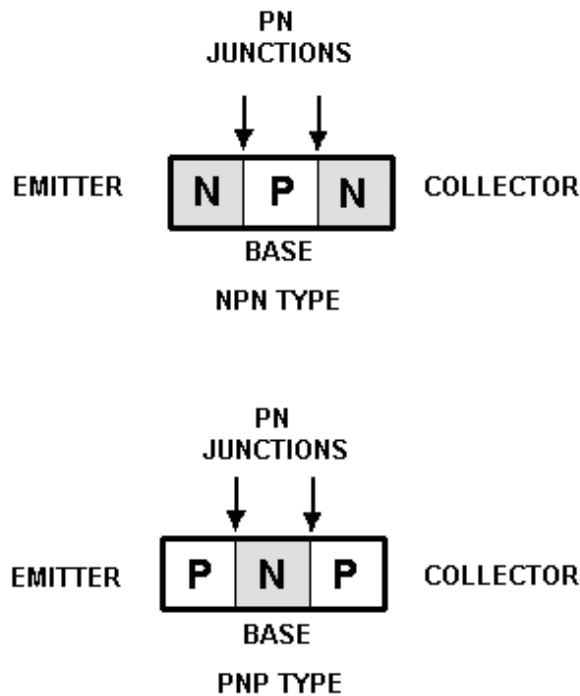 PN
JUNCTIONS
EMITTER N P N COLLECTOR
BASE
NPN TYPE
PN
JUNCTIONS
EMITTER P N P COLLECTOR
BASE
PNP TYPE